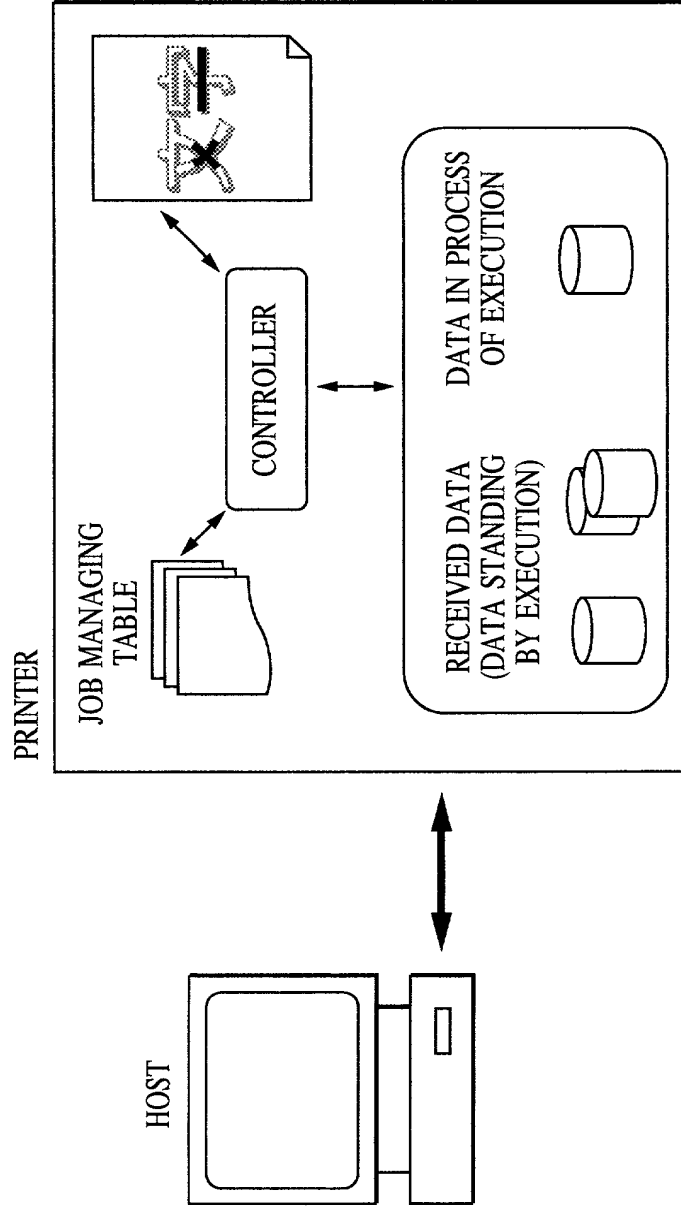 HOST
PRINTER
JOB MANAGING
TABLE
CONTROLLER
RECEIVED DATA
(DATA STANDING
BY EXECUTION)
DATA IN PROCESS
OF EXECUTION